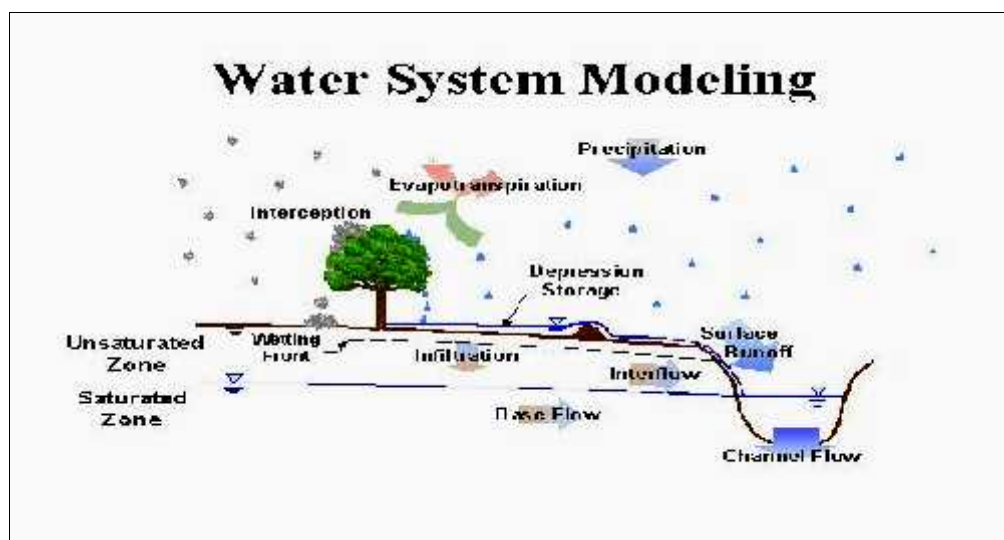 Water System Modeling
Precipitation
Evapotranspiration
Interception
Depression
Storage
Surface
Runoff
Unsaturated
Zone
Wetting
Front
Infiltration
Interflow
Saturated
Zone
Base Flow
Channel Flow